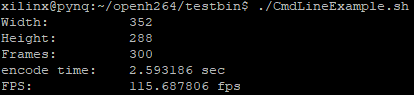 xilinx@pynq:~/openh264/testbin$ ./CmdLineExample.sh
Width: 352
Height: 288
Frames: 300
encode time: 2.593186 sec
FPS: 115.687806 fps